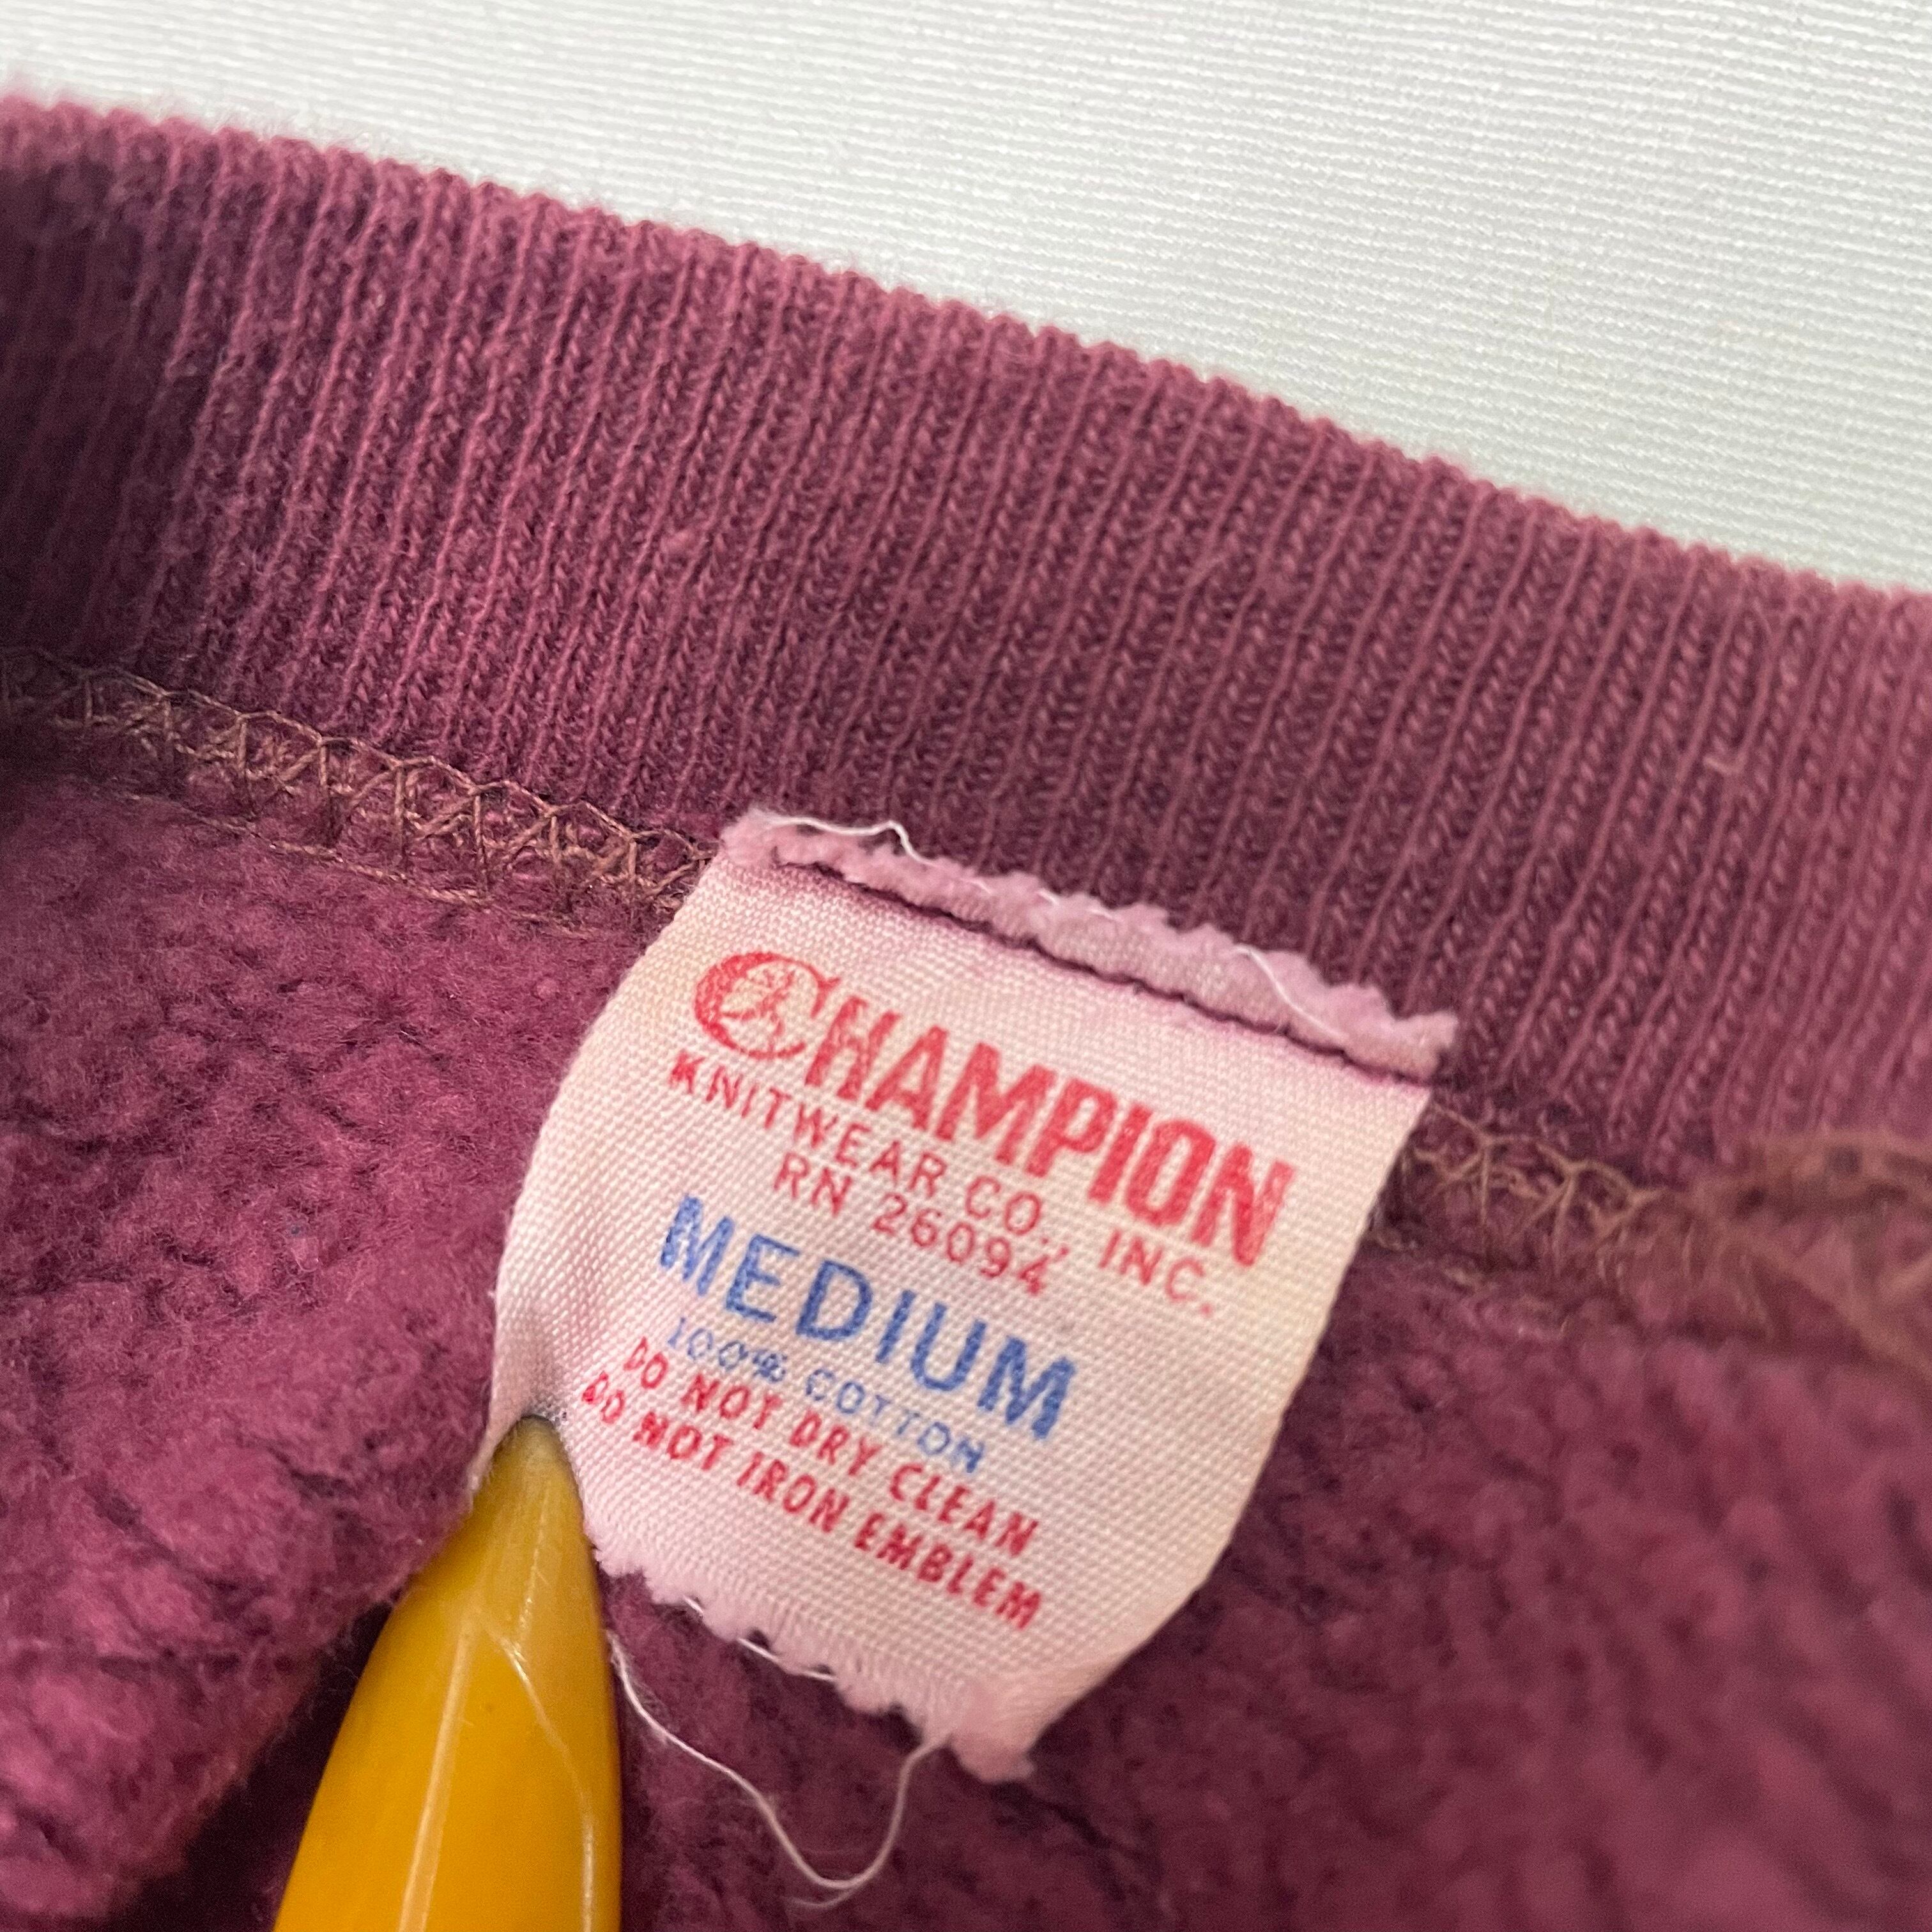 CHAMPION
KNITWEAR CO., INC.
RN 26094
MEDIUM
100% COTTON
DO NOT DRY CLEAN
DO NOT IRON EMBLEM